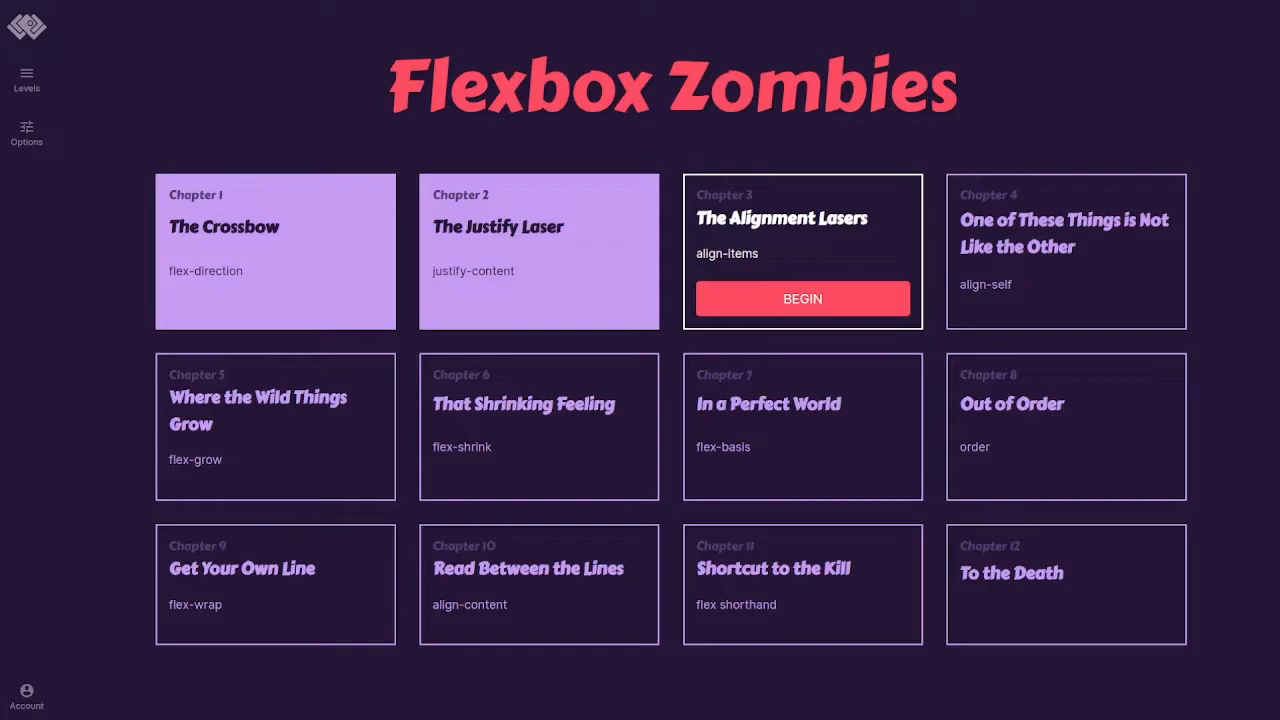 Levels
Options
Account
Flexbox Zombies
Chapter 1
The Crossbow
flex-direction
Chapter 2
The Justify Laser
justify-content
Chapter 3
The Alignment Lasers
align-items
BEGIN
Chapter 4
One of These Things is Not
Like the Other
align-self
Chapter 5
Where the Wild Things
Grow
flex-grow
Chapter 6
That Shrinking Feeling
flex-shrink
Chapter 7
In a Perfect World
flex-basis
Chapter 8
Out of Order
order
Chapter 9
Get Your Own Line
flex-wrap
Chapter 10
Read Between the Lines
align-content
Chapter 11
Shortcut to the Kill
flex shorthand
Chapter 12
To the Death